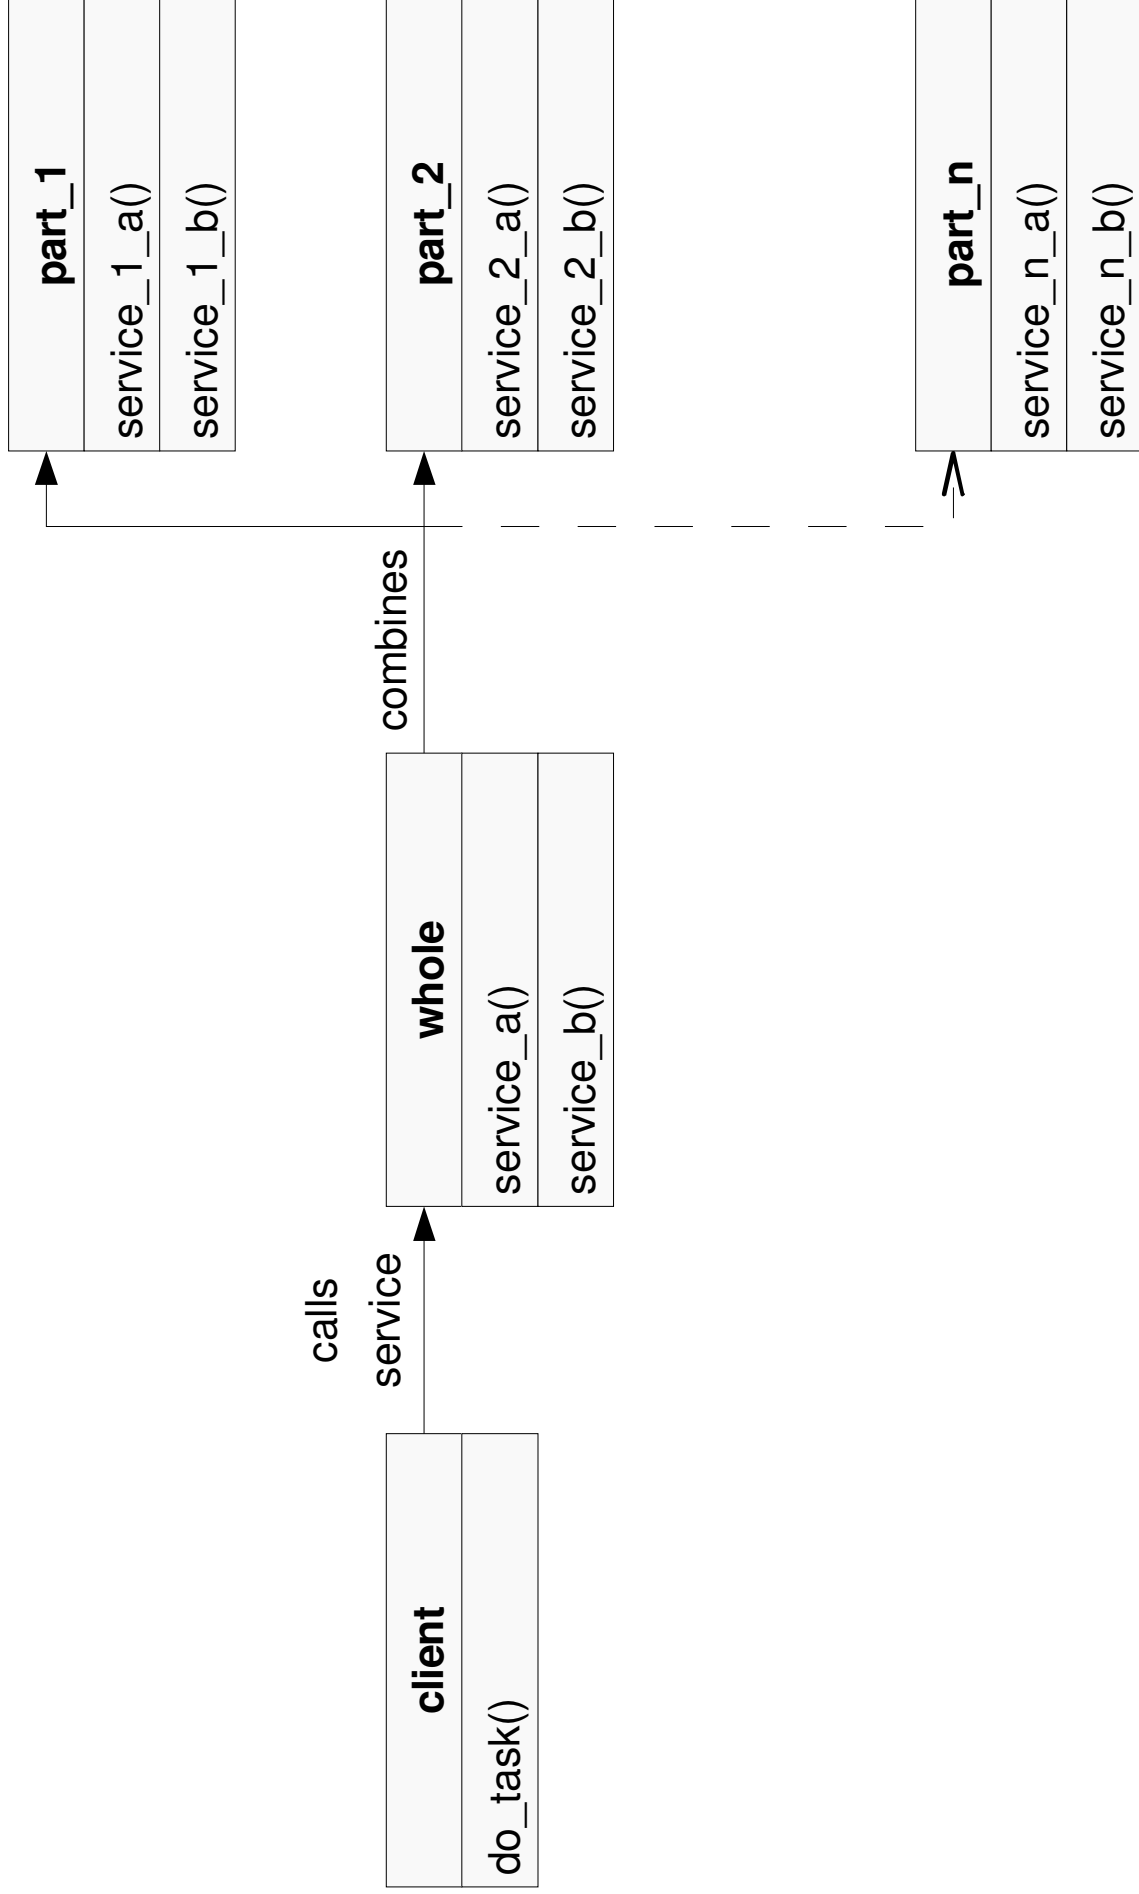 client
do_task()
calls
service
whole
service_a()
service_b()
combines
part_1
service_1_a()
service_1_b()
part_2
service_2_a()
service_2_b()
part_n
service_n_a()
service_n_b()